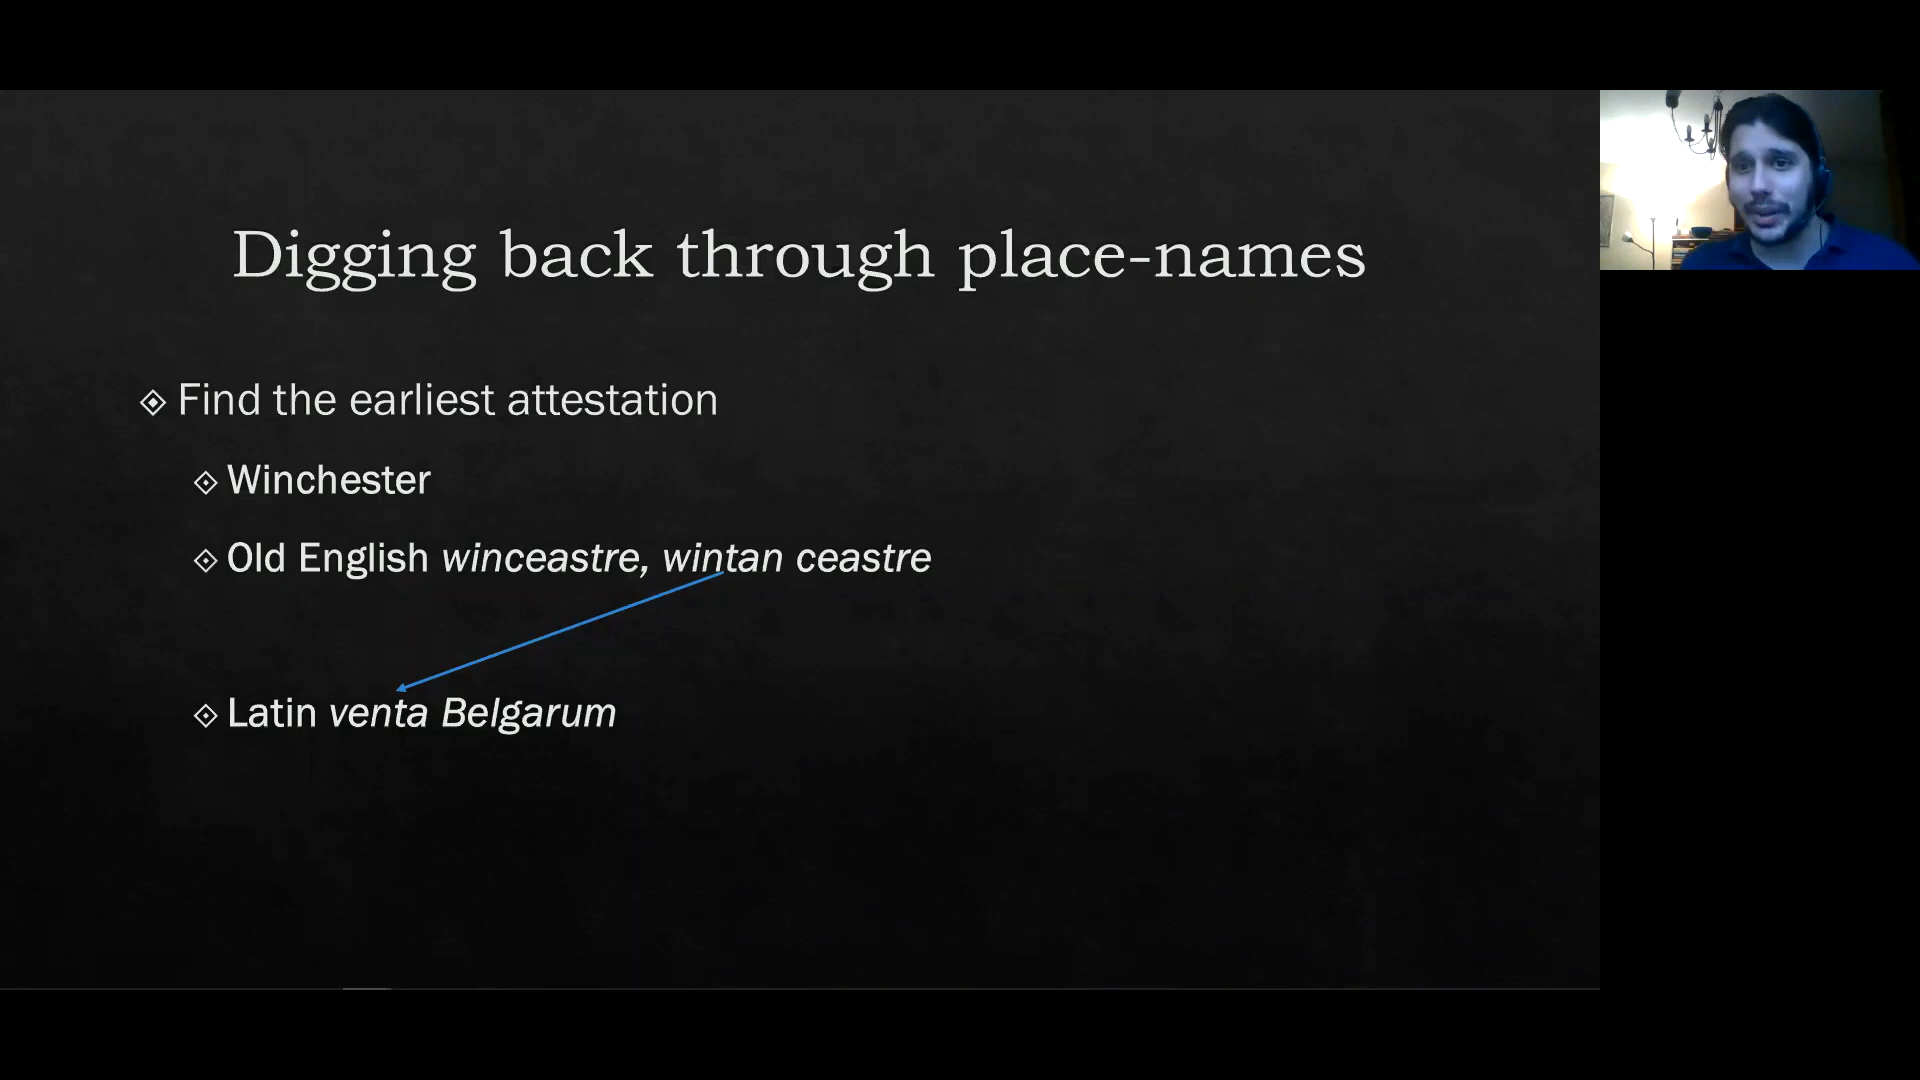 Digging back through place-names
Find the earliest attestation
Winchester
Old English winceastre, wintan ceastre
Latin venta Belgarum